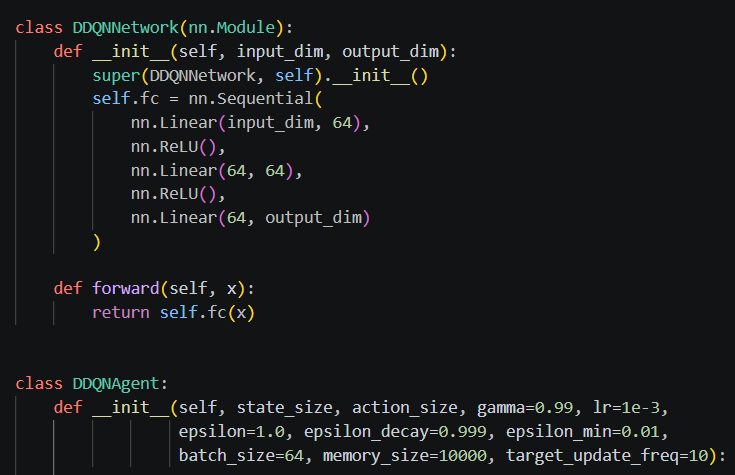 class DDQNNetwork(nn.Module):
    def __init__(self, input_dim, output_dim):
        super(DDQNNetwork, self).__init__()
        self.fc = nn.Sequential(
            nn.Linear(input_dim, 64),
            nn.ReLU(),
            nn.Linear(64, 64),
            nn.ReLU(),
            nn.Linear(64, output_dim)
        )
    def forward(self, x):
        return self.fc(x)
class DDQNAgent:
    def __init__(self, state_size, action_size, gamma=0.99, lr=1e-3,
                 epsilon=1.0, epsilon_decay=0.999, epsilon_min=0.01,
                 batch_size=64, memory_size=10000, target_update_freq=10):